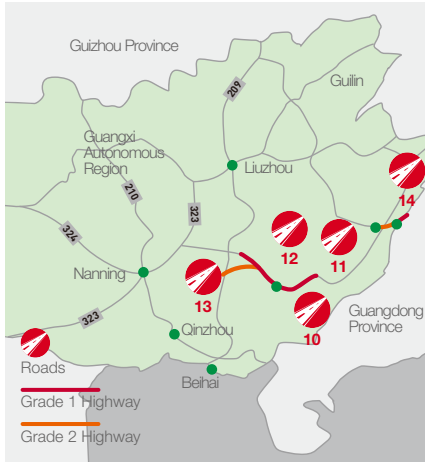 Guizhou Province
Guilin
209
Guangxi
Autonomous
Region
Liuzhou
210
323
324
14
12
11
Nanning
13
323
10
Guangdong
Province
Qinzhou
Beihai
Roads
Grade 1 Highway
Grade 2 Highway